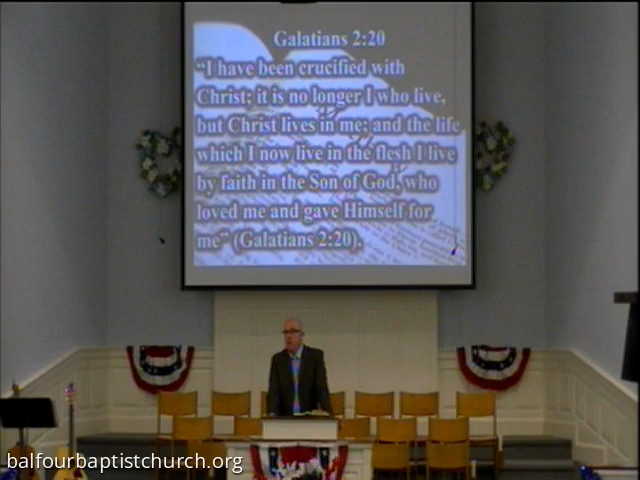 Galatians 2:20
“I have been crucified with
Christ; it is no longer I who live,
but Christ lives in me; and the life
which I now live in the flesh I live
by faith in the Son of God, who
loved me and gave Himself for
me” (Galatians 2:20).
balfourbaptistchurch.org